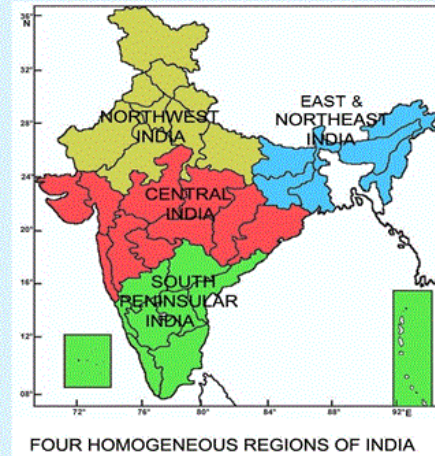 36°
N
32°
28°
24°
20°
16°
12°
08°
NORTHWEST
INDIA
EAST &
NORTHEAST
INDIA
CENTRAL
INDIA
SOUTH
PENINSULAR
INDIA
72° 76° 80° 84° 88° 92°E
FOUR HOMOGENEOUS REGIONS OF INDIA